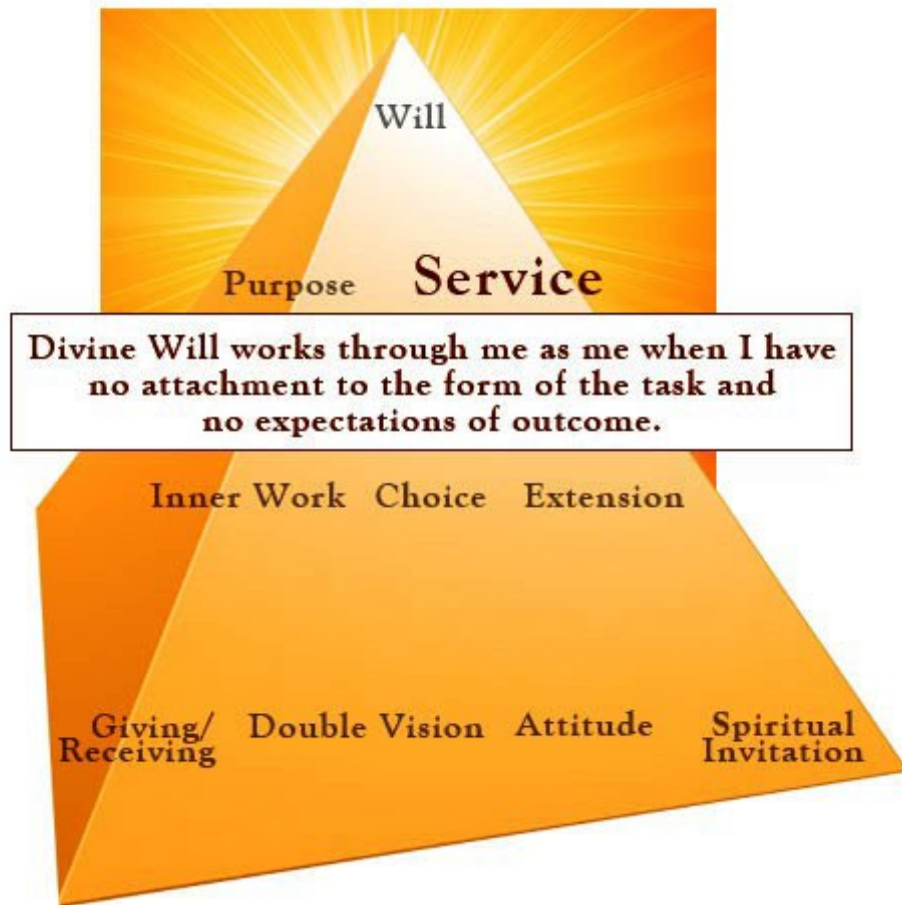 Will
Purpose Service
Divine Will works through me as me when I have
no attachment to the form of the task and
no expectations of outcome.
Inner Work Choice Extension
Giving/
Receiving
Double Vision
Attitude
Spiritual
Invitation